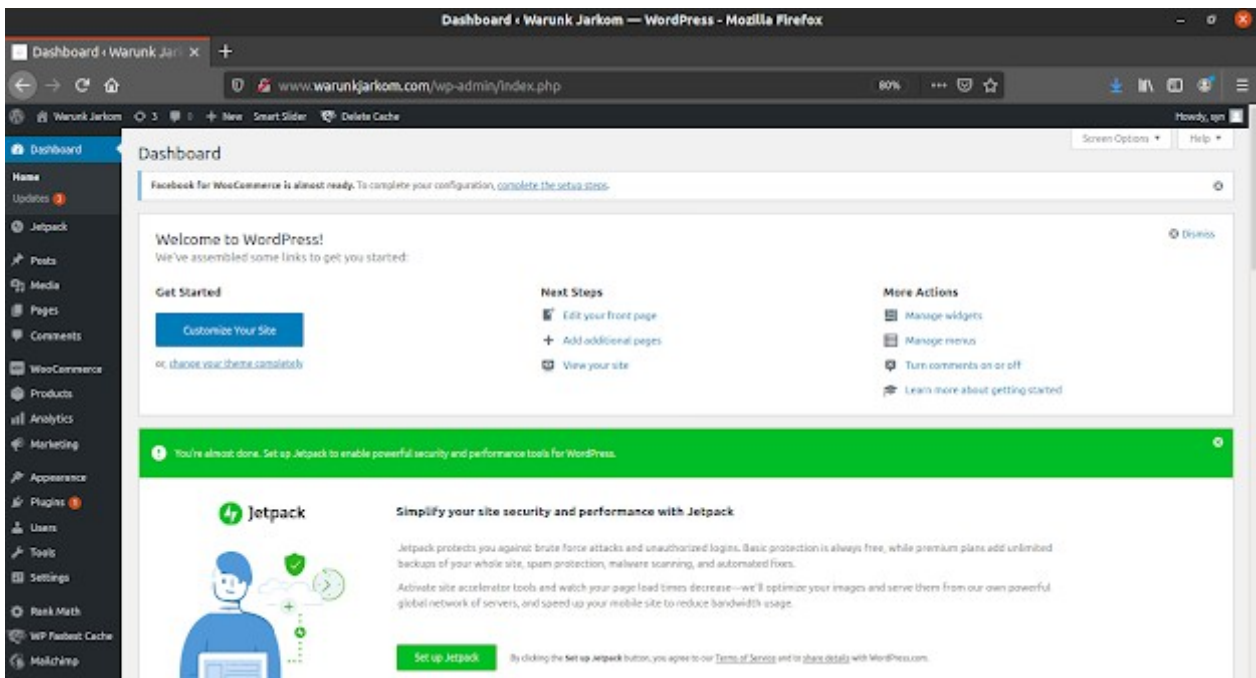 Dashboard ‹ Warunk Jarkom — WordPress - Mozilla Firefox
Dashboard ‹ Warunk Jar
www.warunkjarkom.com/wp-admin/index.php
80%
Warunk Jarkom 3 New Smart Slider Delete Cache
Howdy, syn
Screen Options Help
Dashboard
Home
Updates 3
Jetpack
Posts
Media
Pages
Comments
WooCommerce
Products
Analytics
Marketing
Appearance
Plugins
Users
Tools
Settings
Rank Math
WP Fastest Cache
Mailchimp
Dashboard
Facebook for WooCommerce is almost ready. To complete your configuration, complete the setup steps.
Welcome to WordPress!
We've assembled some links to get you started:
Dismiss
Get Started
Customize Your Site
or, change your theme completely
Next Steps
Edit your front page
Add additional pages
View your site
More Actions
Manage widgets
Manage menus
Turn comments on or off
Learn more about getting started
You're almost done. Set up Jetpack to enable powerful security and performance tools for WordPress.
Jetpack
Simplify your site security and performance with Jetpack
Jetpack protects you against brute force attacks and unauthorized logins. Basic protection is always free, while premium plans add unlimited
backups of your whole site, spam protection, malware scanning, and automated fixes.
Activate site accelerator tools and watch your page load times decrease—we'll optimize your images and serve them from our own powerful
global network of servers, and speed up your mobile site to reduce bandwidth usage.
Set up Jetpack
By clicking the Set up Jetpack button, you agree to our Terms of Service and to share details with WordPress.com.